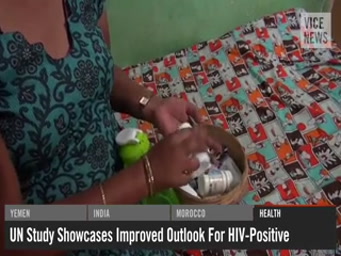 VICE
NEWS
YEMEN
INDIA
MOROCCO
HEALTH
UN Study Showcases Improved Outlook For HIV-Positive